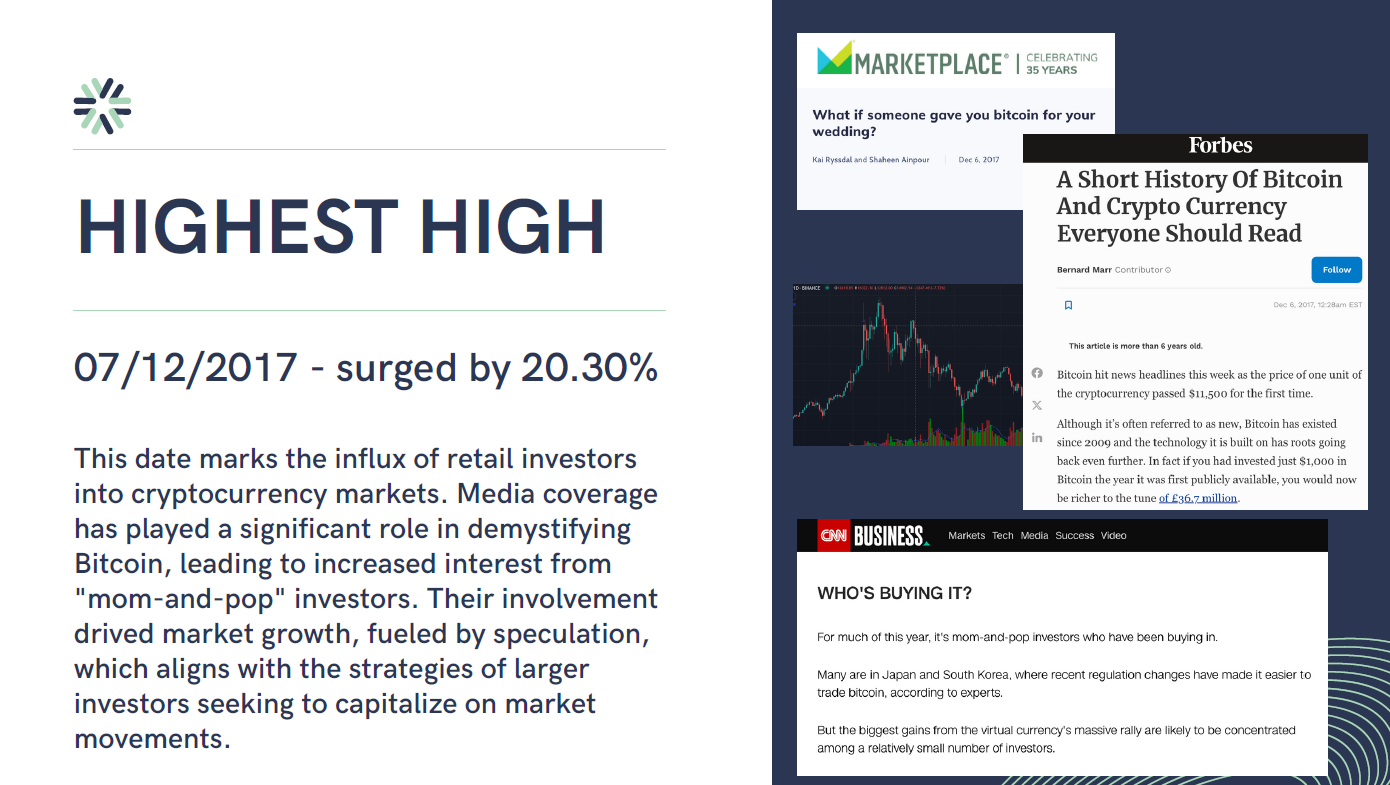 HIGHEST HIGH
07/12/2017 - surged by 20.30%
This date marks the influx of retail investors
into cryptocurrency markets. Media coverage
has played a significant role in demystifying
Bitcoin, leading to increased interest from
"mom-and-pop" investors. Their involvement
drived market growth, fueled by speculation,
which aligns with the strategies of larger
investors seeking to capitalize on market
movements.
MARKETPLACE® | CELEBRATING
35 YEARS
What if someone gave you bitcoin for your
wedding?
Kai Ryssdal and Shaheen Ainpour Dec 6, 2017
Forbes
A Short History Of Bitcoin
And Crypto Currency
Everyone Should Read
Bernard Marr Contributor
Follow
Dec 6, 2017, 12:28am EST
This article is more than 6 years old.
Bitcoin hit news headlines this week as the price of one unit of
the cryptocurrency passed $11,500 for the first time.
Although it's often referred to as new, Bitcoin has existed
since 2009 and the technology it is built on has roots going
back even further. In fact if you had invested just $1,000 in
Bitcoin the year it was first publicly available, you would now
be richer to the tune of £36.7 million.
BINANCE
CNN BUSINESS Markets Tech Media Success Video
WHO'S BUYING IT?
For much of this year, it's mom-and-pop investors who have been buying in.
Many are in Japan and South Korea, where recent regulation changes have made it easier to
trade bitcoin, according to experts.
But the biggest gains from the virtual currency's massive rally are likely to be concentrated
among a relatively small number of investors.